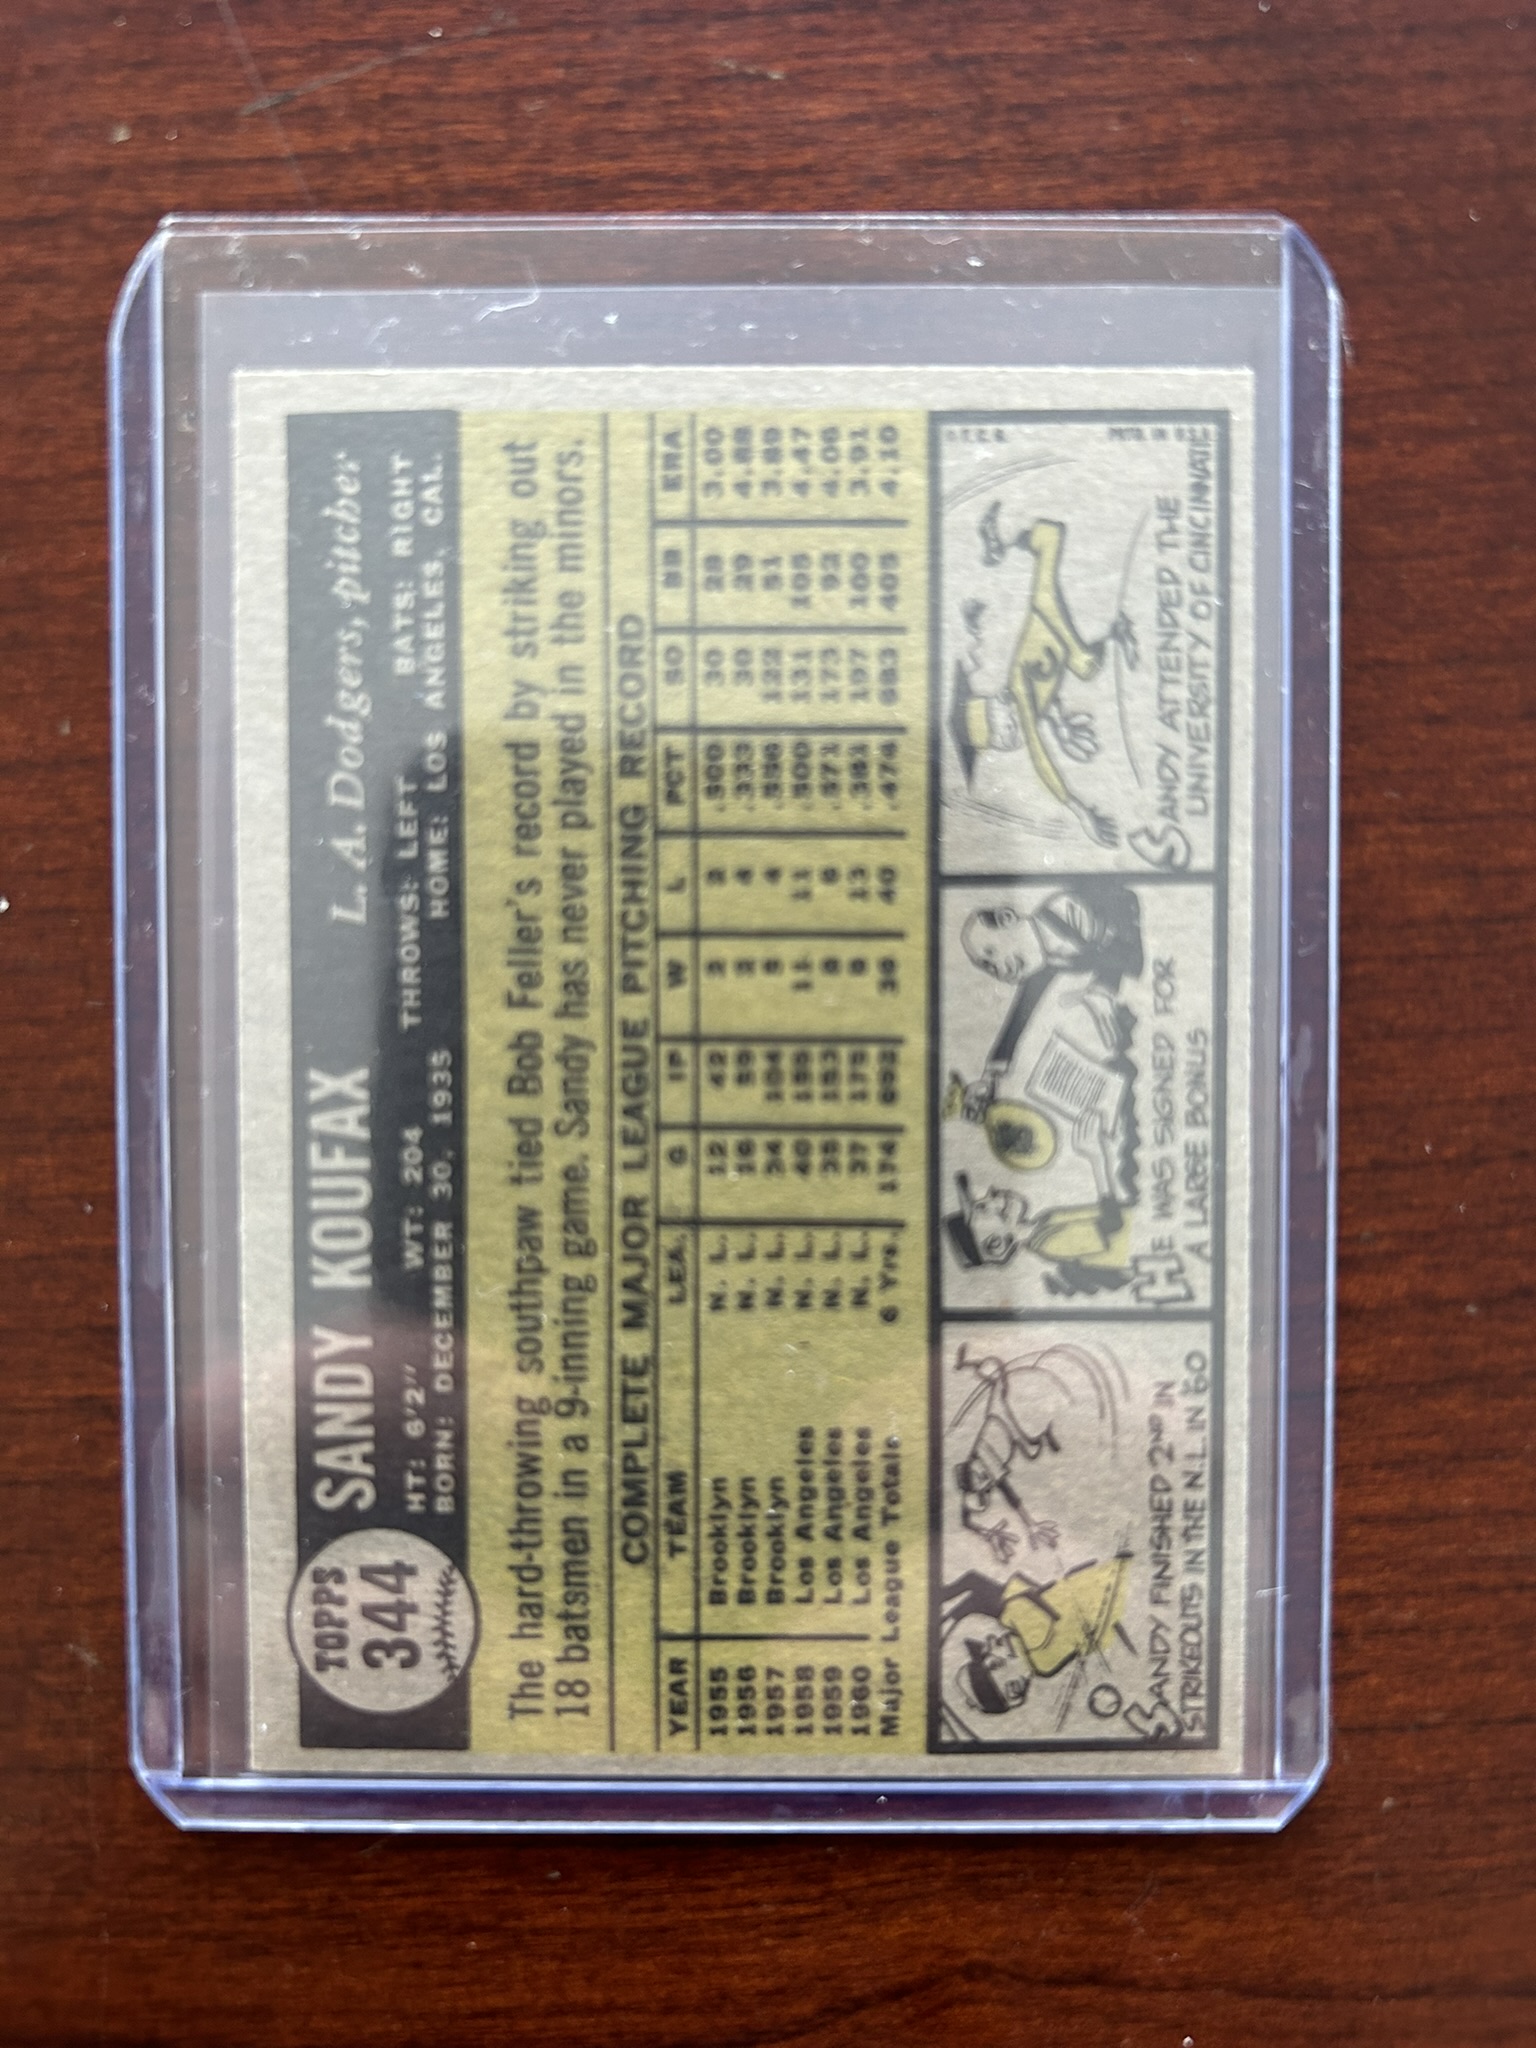 TOPPS
344
SANDY KOUFAX L. A. Dodgers, pitcher
HT: 6'2" WT: 204 THROWS: LEFT BATS: RIGHT
BORN: DECEMBER 30, 1935 HOME: LOS ANGELES, CAL.
The hard-throwing southpaw tied Bob Feller's record by striking out
18 batsmen in a 9-inning game. Sandy has never played in the minors.
COMPLETE MAJOR LEAGUE PITCHING RECORD
YEAR TEAM LEA. G IP W L PCT SO BB ERA
1955 Brooklyn N. L. 12 42 2 2 .500 30 28 3.00
1956 Brooklyn N. L. 16 59 2 4 .333 30 29 4.88
1957 Brooklyn N. L. 34 104 5 4 .556 122 51 3.89
1958 Los Angeles N. L. 40 159 11 11 .500 131 105 4.47
1959 Los Angeles N. L. 35 153 8 6 .571 173 92 4.06
1960 Los Angeles N. L. 37 175 8 13 .381 197 100 3.91
Major League Totals 6 Yrs. 174 692 36 40 .474 683 405 4.10
SANDY FINISHED 2ND IN
STRIKEOUTS IN THE N.L. IN '60
HE WAS SIGNED FOR
A LARGE BONUS
SANDY ATTENDED THE
UNIVERSITY OF CINCINNATI
© T.C.G. PRTD. IN U.S.